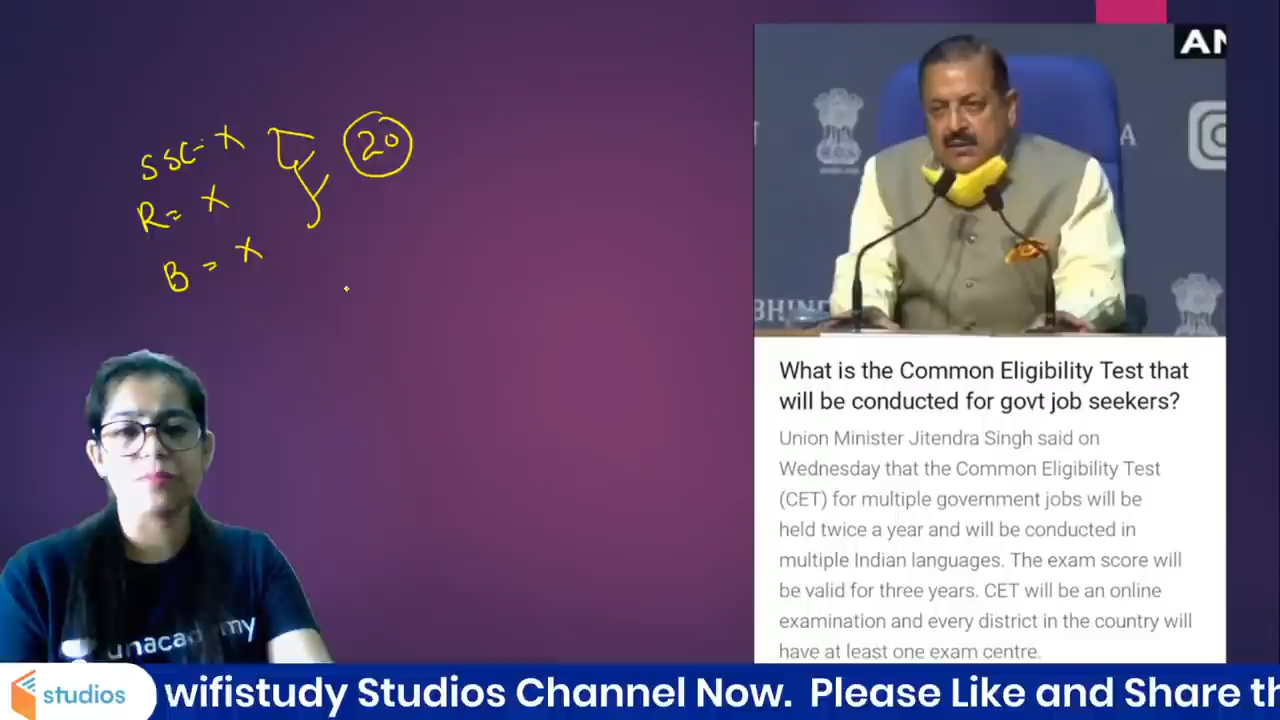 AN
SSC= X
20
R= X
B = X
A
BHIN
What is the Common Eligibility Test that
will be conducted for govt job seekers?
Union Minister Jitendra Singh said on
Wednesday that the Common Eligibility Test
(CET) for multiple government jobs will be
held twice a year and will be conducted in
multiple Indian languages. The exam score will
be valid for three years. CET will be an online
examination and every district in the country will
have at least one exam centre.
unacademy
studios
wifistudy Studios Channel Now. Please Like and Share th